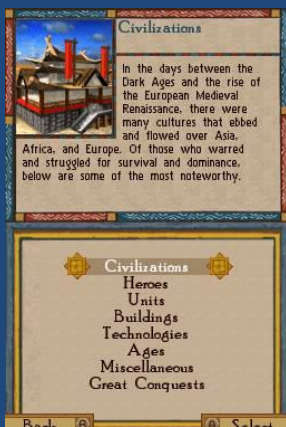 Civilizations
In the days between the
Dark Ages and the rise of
the European Medieval
Renaissance, there were
many cultures that ebbed
and flowed over Asia,
Africa, and Europe. Of those who warred
and struggled for survival and dominance,
below are some of the most noteworthy.
Civilizations
Heroes
Units
Buildings
Technologies
Ages
Miscellaneous
Great Conquests
Back B A Select